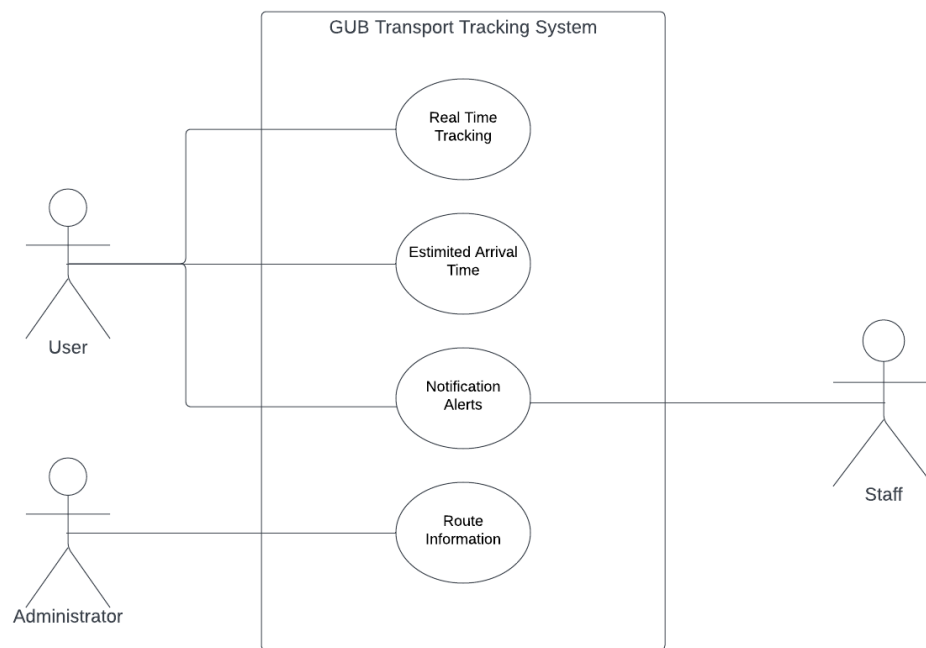 GUB Transport Tracking System
Real Time
Tracking
Estimited Arrival
Time
User
Notification
Alerts
Staff
Route
Information
Administrator